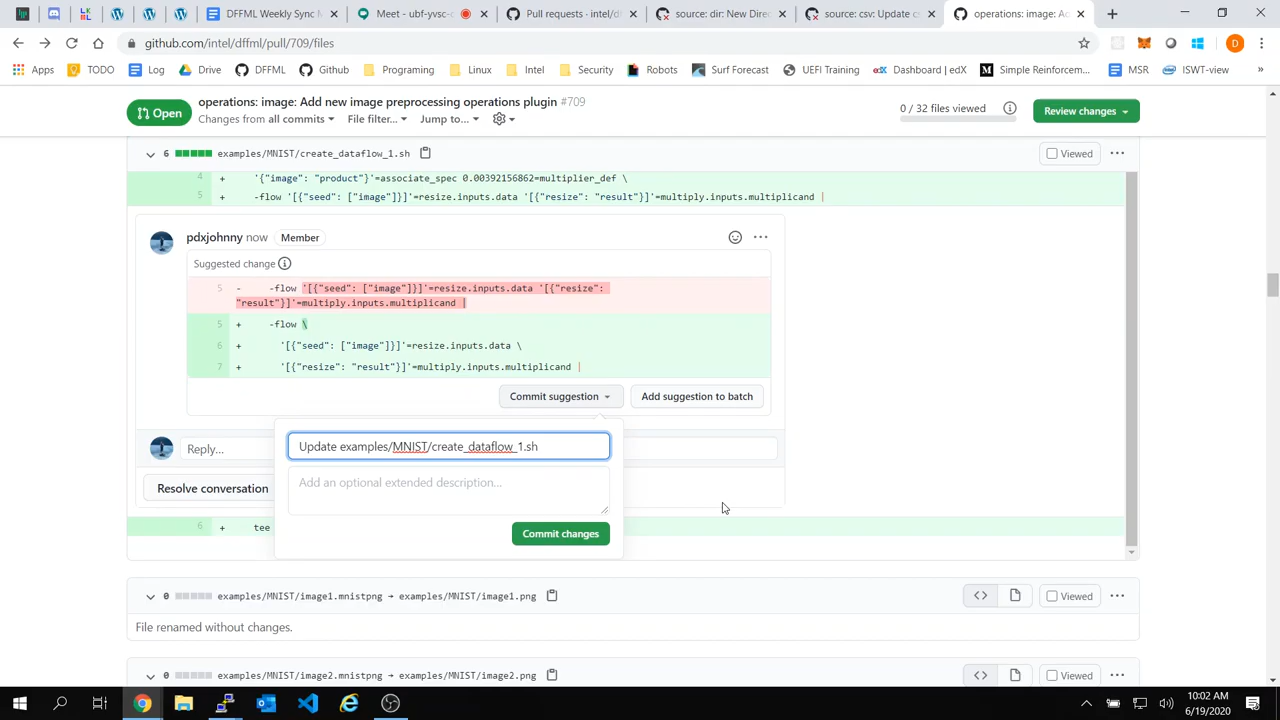 DFFML Weekly Sync M
Meet - ubf-yvsc-c
Pull requests · intel/df
source: dir: New Direc
source: csv: Update cs
operations: image: Ad
github.com/intel/dffml/pull/709/files
D
Apps
TODO
Log
Drive
DFFML
Github
Programming
Linux
Intel
Security
Robots
Surf Forecast
UEFI Training
Dashboard | edX
Simple Reinforcem...
MSR
ISWT-view
»
Open
operations: image: Add new image preprocessing operations plugin #709
Changes from all commits
File filter...
Jump to...
0 / 32 files viewed
Review changes
6
examples/MNIST/create_dataflow_1.sh
Viewed
4 + '{"image": "product"}'=associate_spec 0.00392156862=multiplier_def \
5 + -flow '[{"seed": ["image"]}]'=resize.inputs.data '[{"resize": "result"}]'=multiply.inputs.multiplicand |
pdxjohnny now
Member
Suggested change
5 - -flow '[{"seed": ["image"]}]'=resize.inputs.data '[{"resize":
"result"}]'=multiply.inputs.multiplicand |
5 + -flow \
6 + '[{"seed": ["image"]}]'=resize.inputs.data \
7 + '[{"resize": "result"}]'=multiply.inputs.multiplicand |
Commit suggestion
Add suggestion to batch
Update examples/MNIST/create_dataflow_1.sh
Reply...
Add an optional extended description...
Resolve conversation
6 + tee
Commit changes
0
examples/MNIST/image1.mnistpng → examples/MNIST/image1.png
Viewed
File renamed without changes.
0
examples/MNIST/image2.mnistpng → examples/MNIST/image2.png
Viewed
10:02 AM
6/19/2020